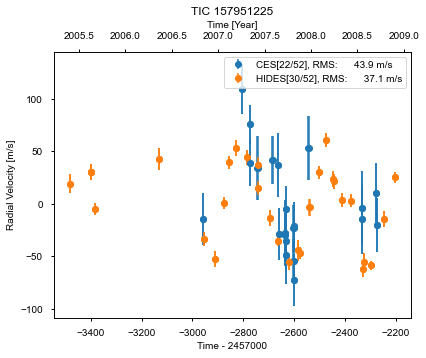 TIC 157951225
Time [Year]
2005.5 2006.0 2006.5 2007.0 2007.5 2008.0 2008.5 2009.0
CES[22/52], RMS: 43.9 m/s
HIDES[30/52], RMS: 37.1 m/s
Radial Velocity [m/s]
100
50
0
−50
−100
−3400 −3200 −3000 −2800 −2600 −2400 −2200
Time - 2457000